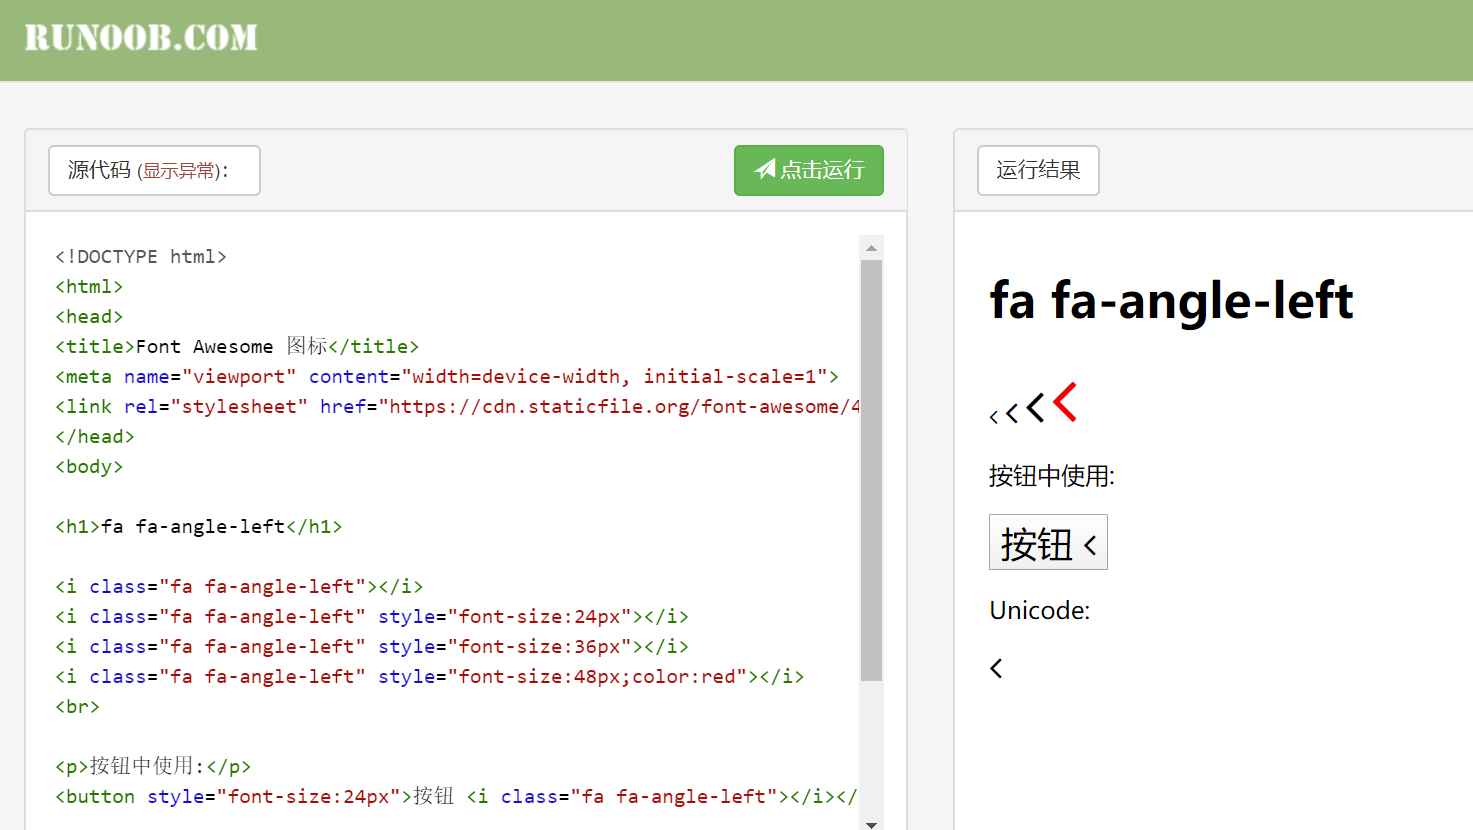 RUNOOB.COM
源代码 (显示异常):
点击运行
<!DOCTYPE html>
<html>
<head>
<title>Font Awesome 图标</title>
<meta name="viewport" content="width=device-width, initial-scale=1">
<link rel="stylesheet" href="https://cdn.staticfile.org/font-awesome/4
</head>
<body>
<h1>fa fa-angle-left</h1>
<i class="fa fa-angle-left"></i>
<i class="fa fa-angle-left" style="font-size:24px"></i>
<i class="fa fa-angle-left" style="font-size:36px"></i>
<i class="fa fa-angle-left" style="font-size:48px;color:red"></i>
<br>
<p>按钮中使用:</p>
<button style="font-size:24px">按钮 <i class="fa fa-angle-left"></i></
运行结果
fa fa-angle-left
按钮中使用:
按钮
Unicode: